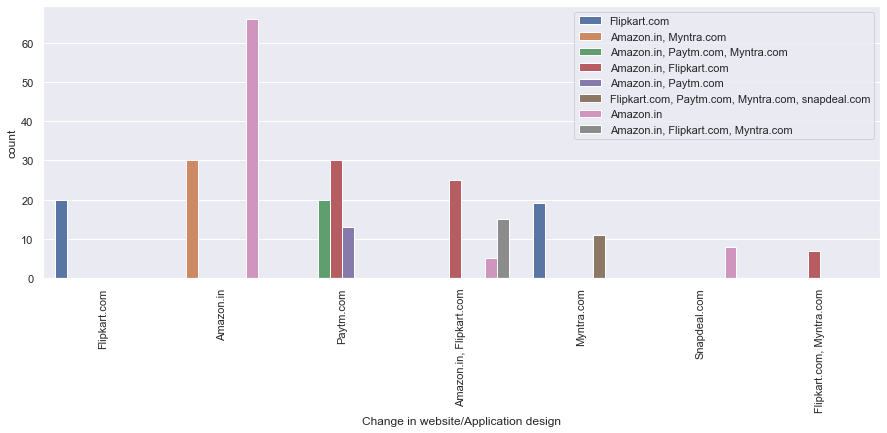 Flipkart.com
Amazon.in, Myntra.com
Amazon.in, Paytm.com, Myntra.com
Amazon.in, Flipkart.com
Amazon.in, Paytm.com
Flipkart.com, Paytm.com, Myntra.com, snapdeal.com
Amazon.in
Amazon.in, Flipkart.com, Myntra.com
count
60
50
40
30
20
10
0
Flipkart.com
Amazon.in
Paytm.com
Amazon.in, Flipkart.com
Myntra.com
Snapdeal.com
Flipkart.com, Myntra.com
Change in website/Application design